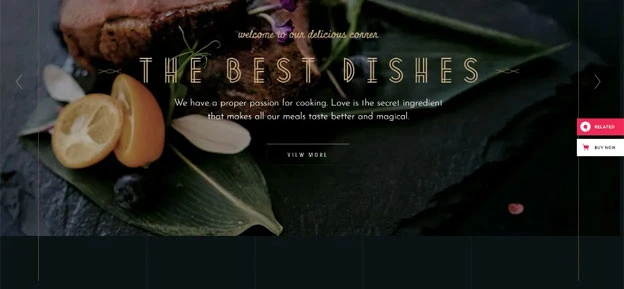 welcome to our delicious corner
THE BEST DISHES
We have a proper passion for cooking. Love is the secret ingredient
that makes all our meals taste better and magical.
VIEW MORE
RELATED
BUY NOW